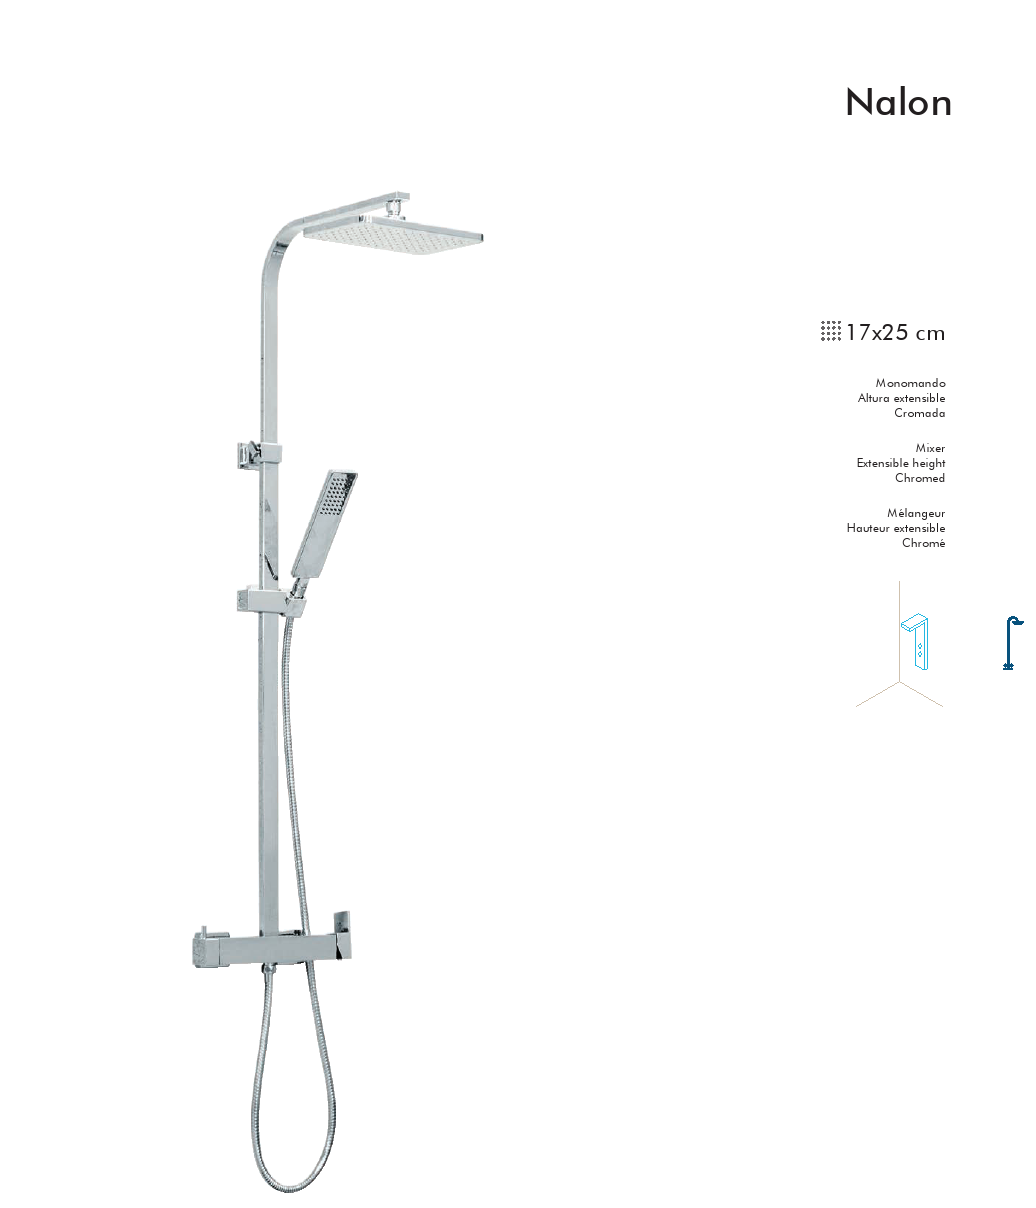 Nalon
17x25 cm
Monomando
Altura extensible
Cromada
Mixer
Extensible height
Chromed
Mélangeur
Hauteur extensible
Chromé